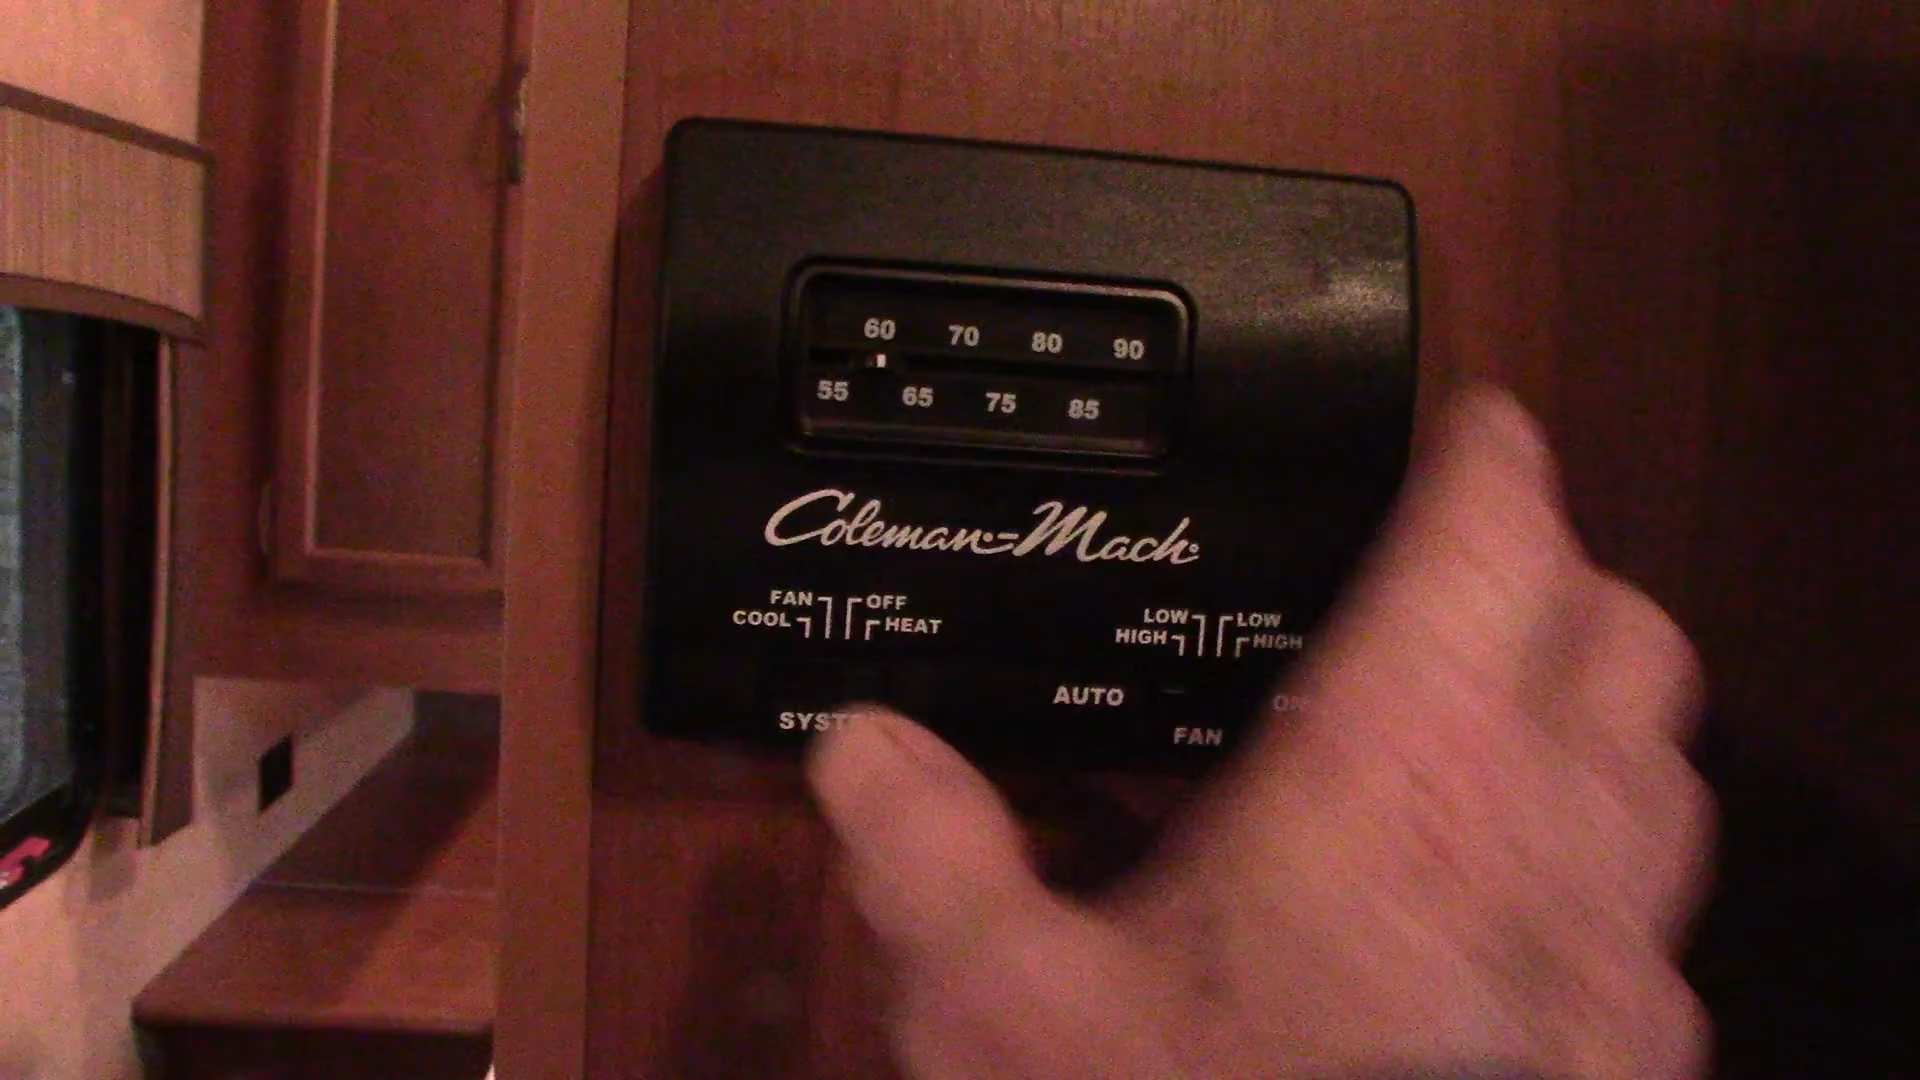 60 70 80 90
55 65 75 85
Coleman-Mach
FAN OFF
COOL HEAT
LOW LOW
HIGH HIGH
AUTO
FAN